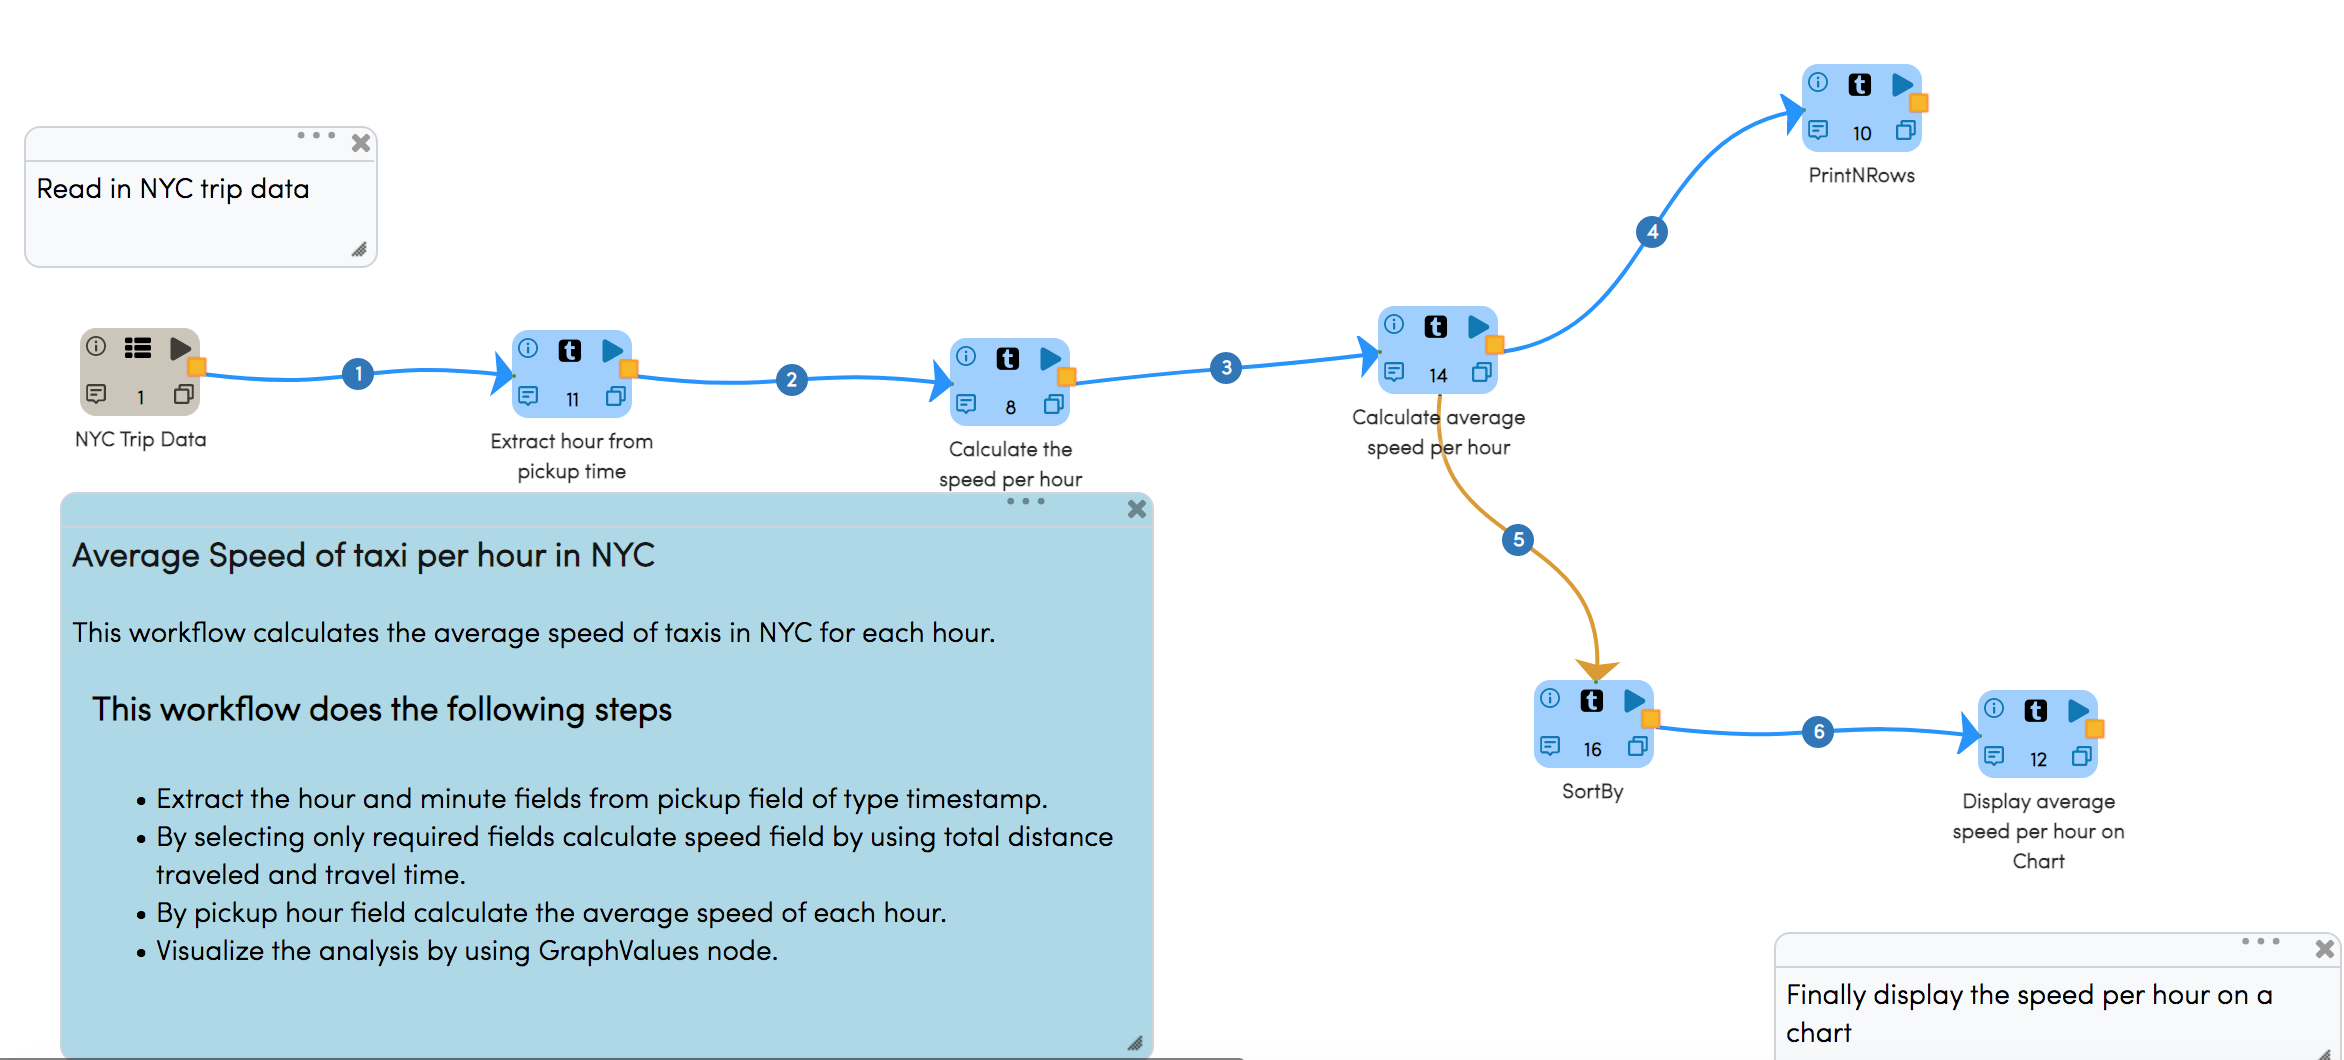 Read in NYC trip data
t
10
PrintNRows
4
1
NYC Trip Data
1
t
11
Extract hour from
pickup time
2
t
8
Calculate the
speed per hour
3
t
14
Calculate average
speed per hour
5
t
16
SortBy
6
t
12
Display average
speed per hour on
Chart
Average Speed of taxi per hour in NYC
This workflow calculates the average speed of taxis in NYC for each hour.
This workflow does the following steps
• Extract the hour and minute fields from pickup field of type timestamp.
• By selecting only required fields calculate speed field by using total distance
traveled and travel time.
• By pickup hour field calculate the average speed of each hour.
• Visualize the analysis by using GraphValues node.
Finally display the speed per hour on a
chart